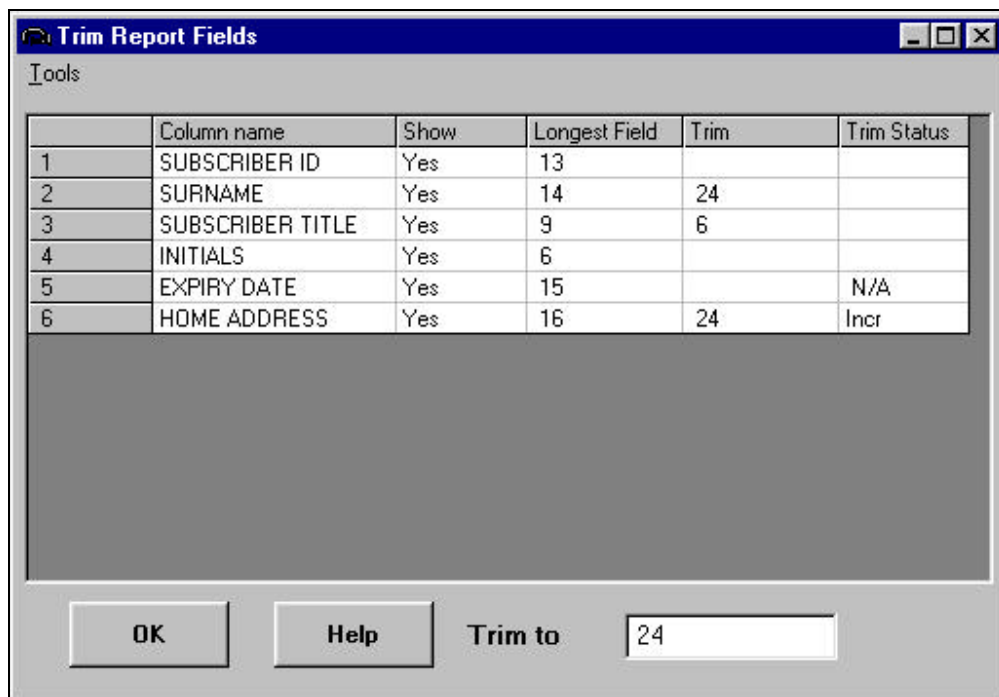 Trim Report Fields
Tools
Column name Show Longest Field Trim Trim Status
1 SUBSCRIBER ID Yes 13
2 SURNAME Yes 14 24
3 SUBSCRIBER TITLE Yes 9 6
4 INITIALS Yes 6
5 EXPIRY DATE Yes 15 N/A
6 HOME ADDRESS Yes 16 24 Incr
OK Help Trim to 24